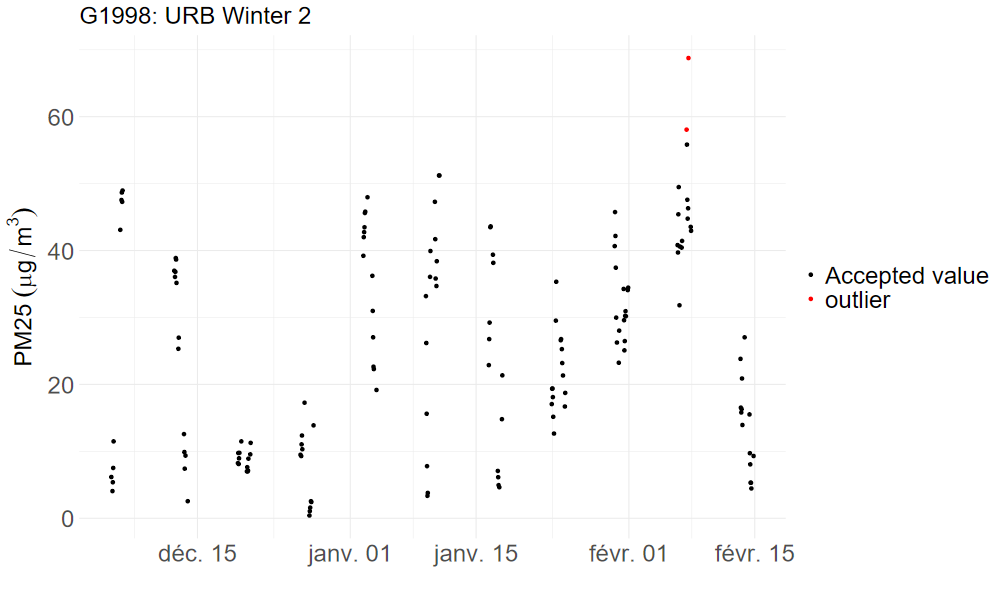 G1998: URB Winter 2
PM25 (μg/m³)
60
40
20
0
déc. 15 janv. 01 janv. 15 févr. 01 févr. 15
Accepted value
outlier